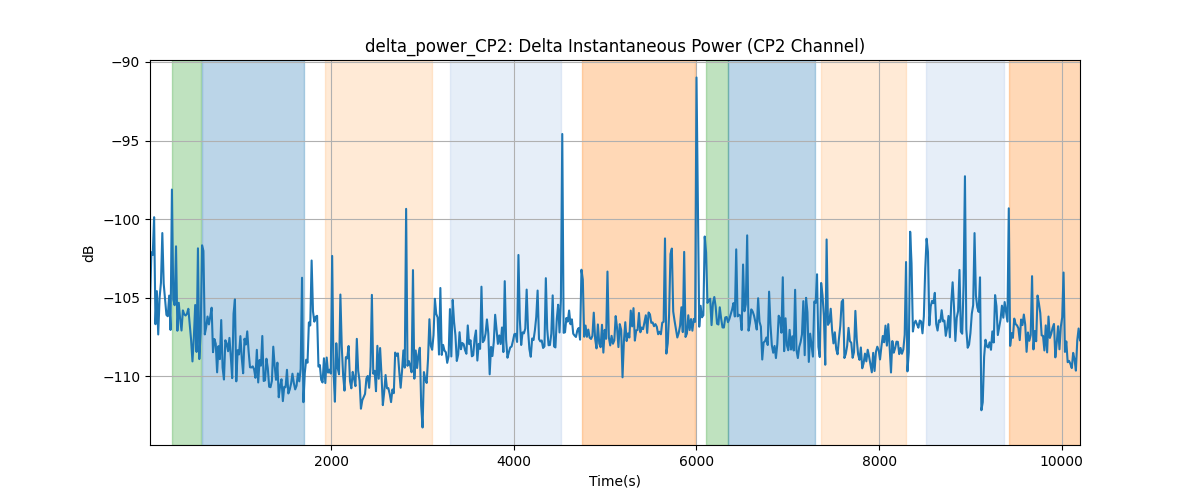 delta_power_CP2: Delta Instantaneous Power (CP2 Channel)
−90
−95
−100
−105
−110
dB
2000 4000 6000 8000 10000
Time(s)